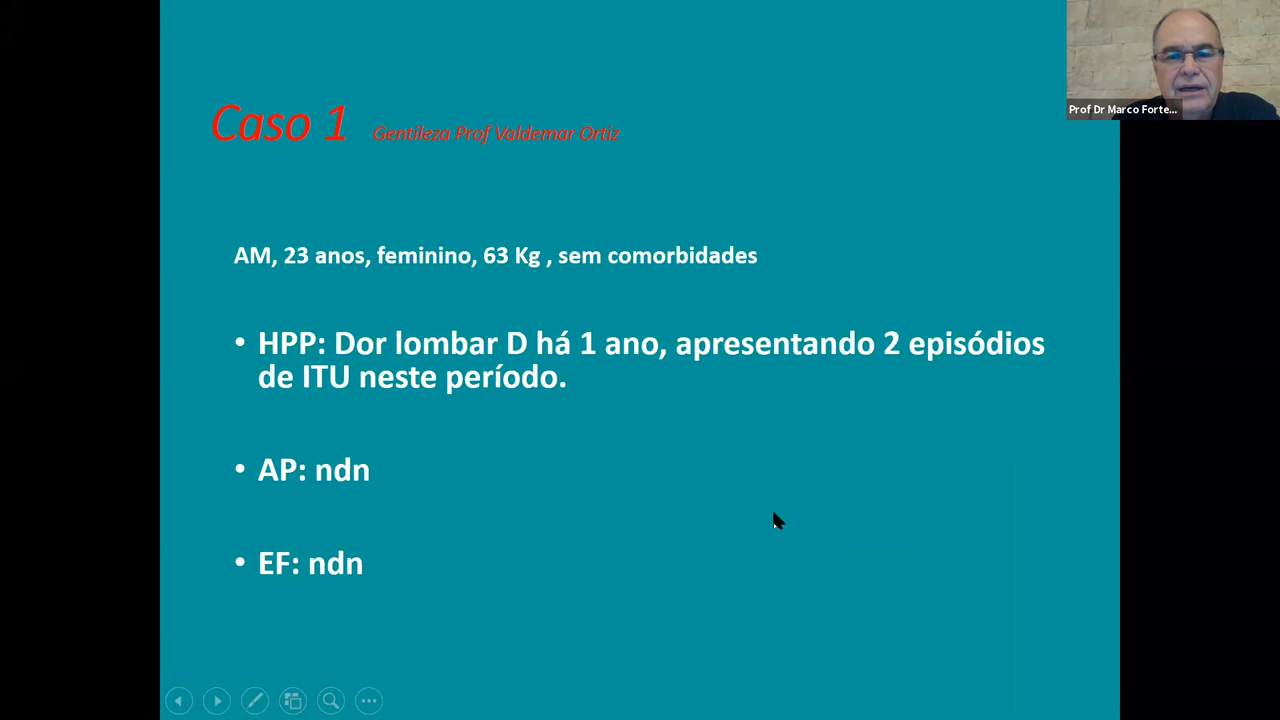 Caso 1 Gentileza Prof Valdemar Ortiz
Prof Dr Marco Forte...
AM, 23 anos, feminino, 63 Kg , sem comorbidades
• HPP: Dor lombar D há 1 ano, apresentando 2 episódios
de ITU neste período.
• AP: ndn
• EF: ndn